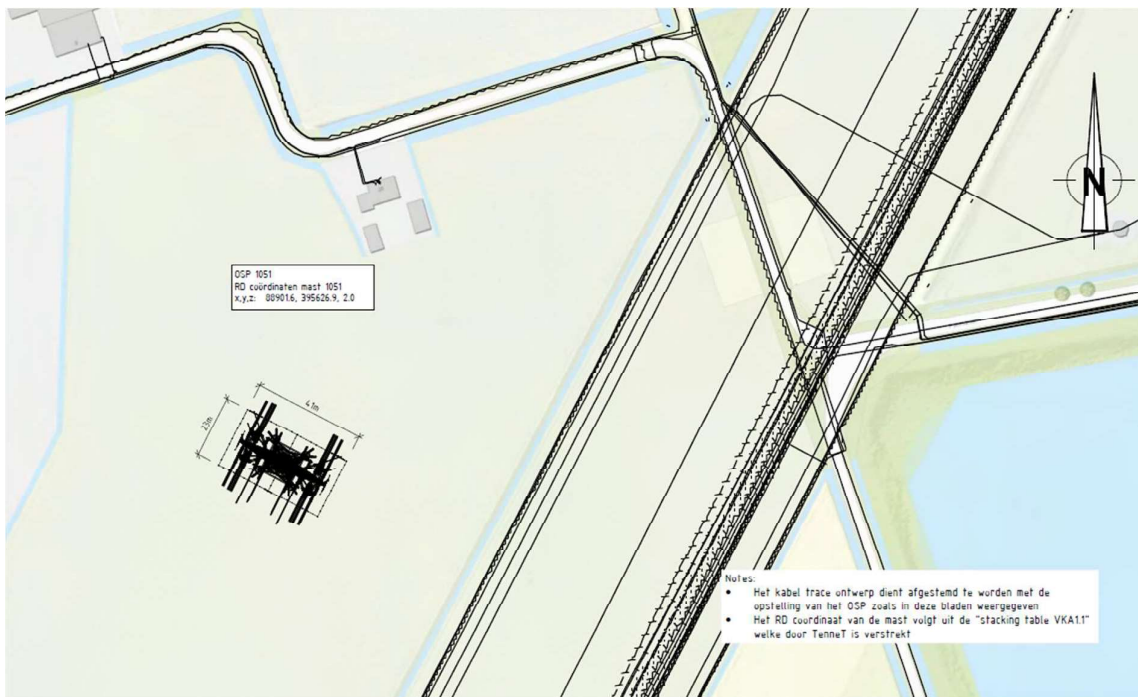 N
OSP 1051
RD coördinaten mast 1051
x,y,z: 88901.6, 395626.9, 2.0
41m
23m
Notes:
• Het kabel trace ontwerp dient afgestemd te worden met de
opstelling van het OSP zoals in deze bladen weergegeven
• Het RD coordinaat van de mast volgt uit de "stacking table VKA1.1"
welke door TenneT is verstrekt